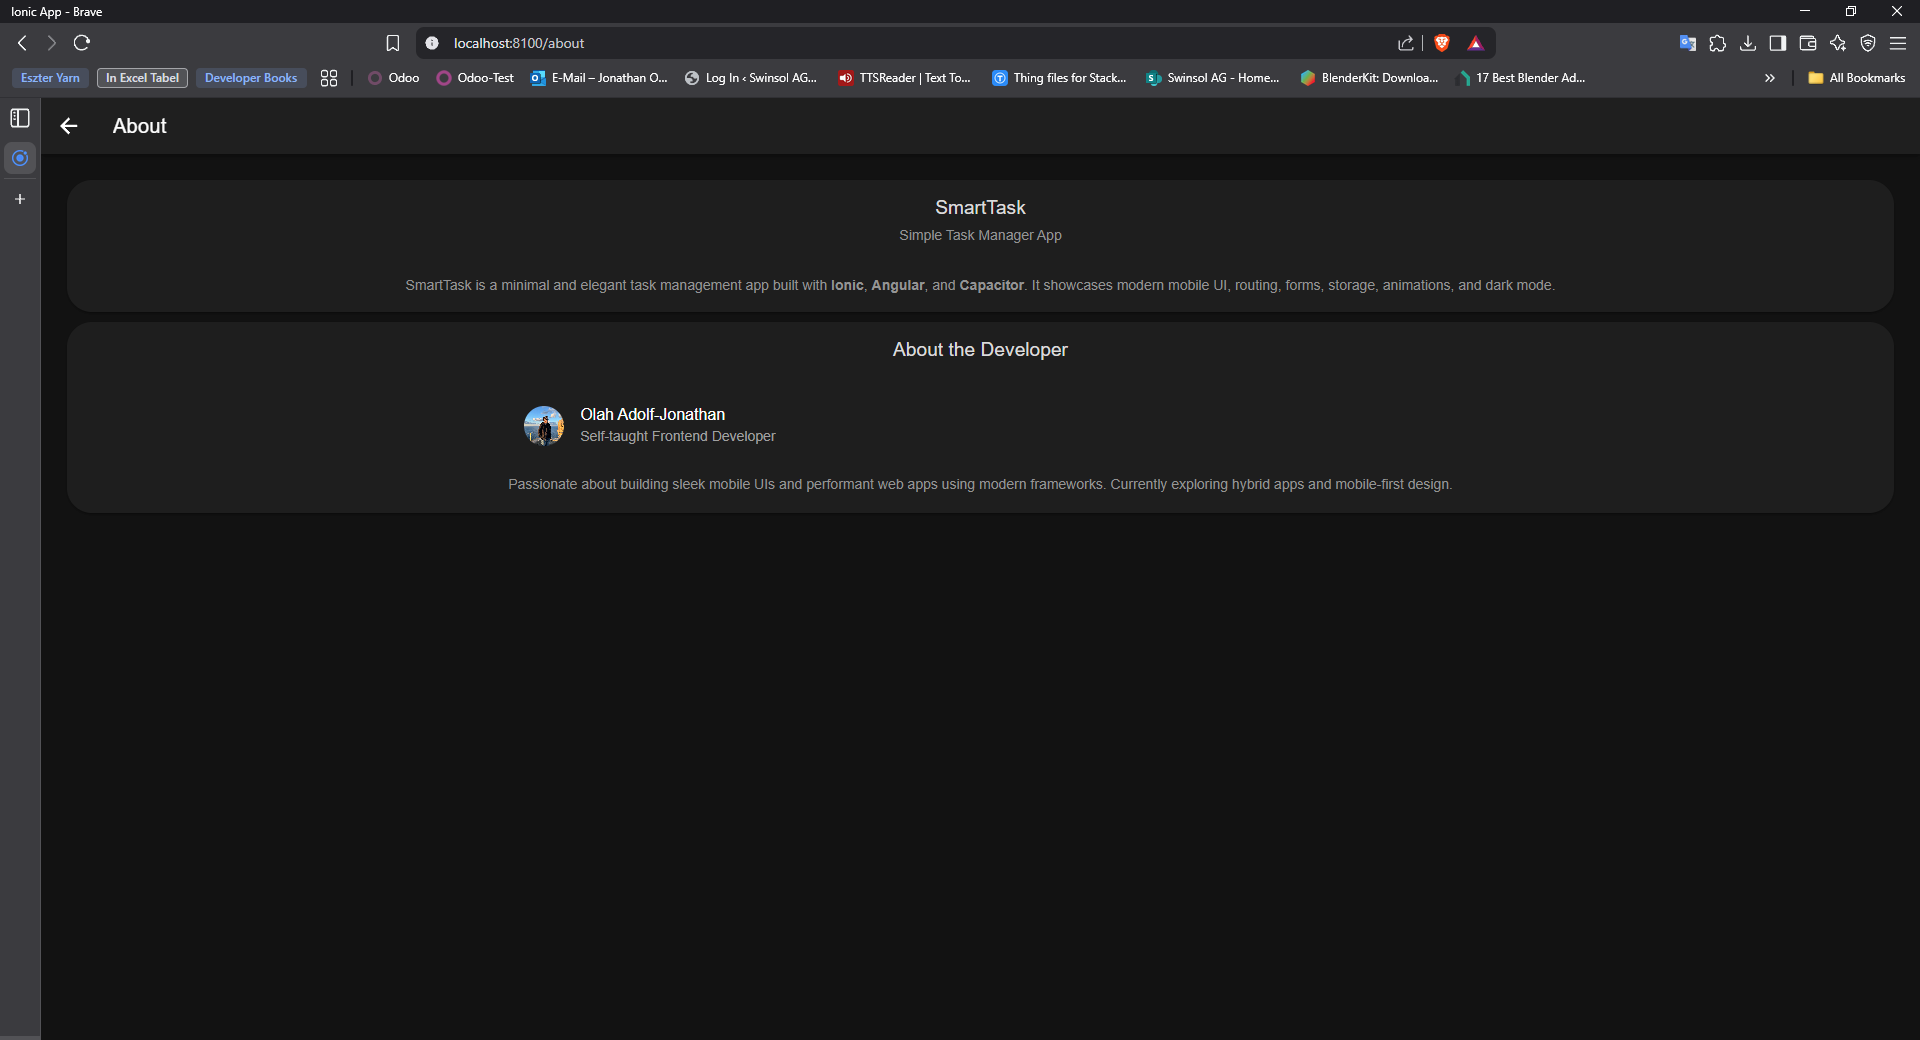 Ionic App - Brave
localhost:8100/about
Eszter Yarn In Excel Tabel Developer Books Odoo Odoo-Test E-Mail – Jonathan O... Log In ‹ Swinsol AG... TTSReader | Text To... Thing files for Stack... Swinsol AG - Home... BlenderKit: Downloa... 17 Best Blender Ad... » All Bookmarks
About
SmartTask
Simple Task Manager App
SmartTask is a minimal and elegant task management app built with Ionic, Angular, and Capacitor. It showcases modern mobile UI, routing, forms, storage, animations, and dark mode.
About the Developer
Olah Adolf-Jonathan
Self-taught Frontend Developer
Passionate about building sleek mobile UIs and performant web apps using modern frameworks. Currently exploring hybrid apps and mobile-first design.